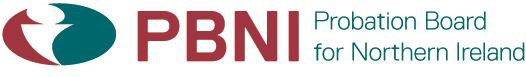 PBNI
Probation Board
for Northern Ireland